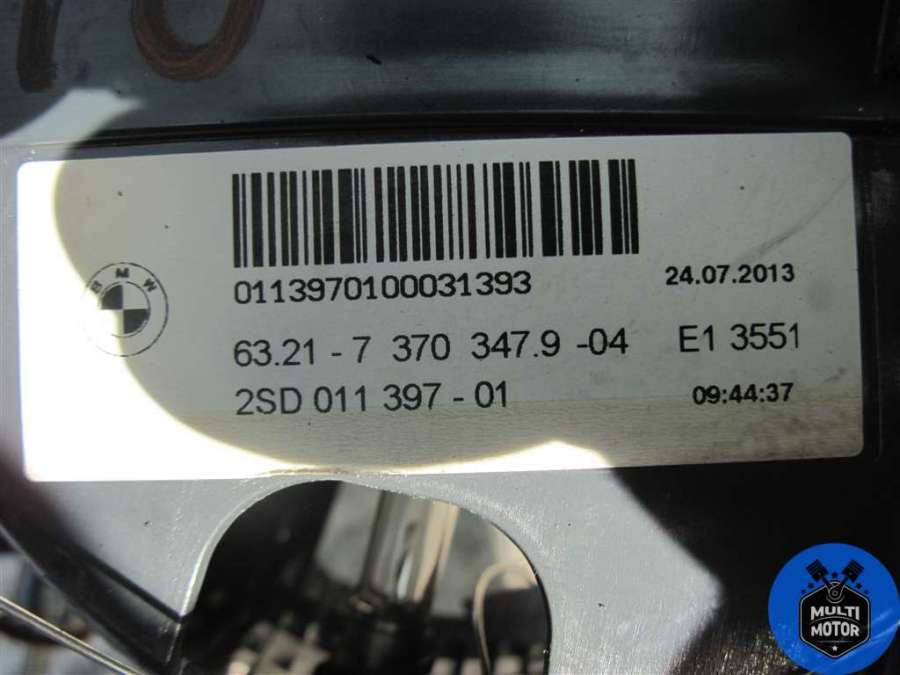 10
BMW
0113970100031393
24.07.2013
63.21 - 7 370 347.9 -04 E1 3551
2SD 011 397 - 01
09:44:37
MULTI
MOTOR